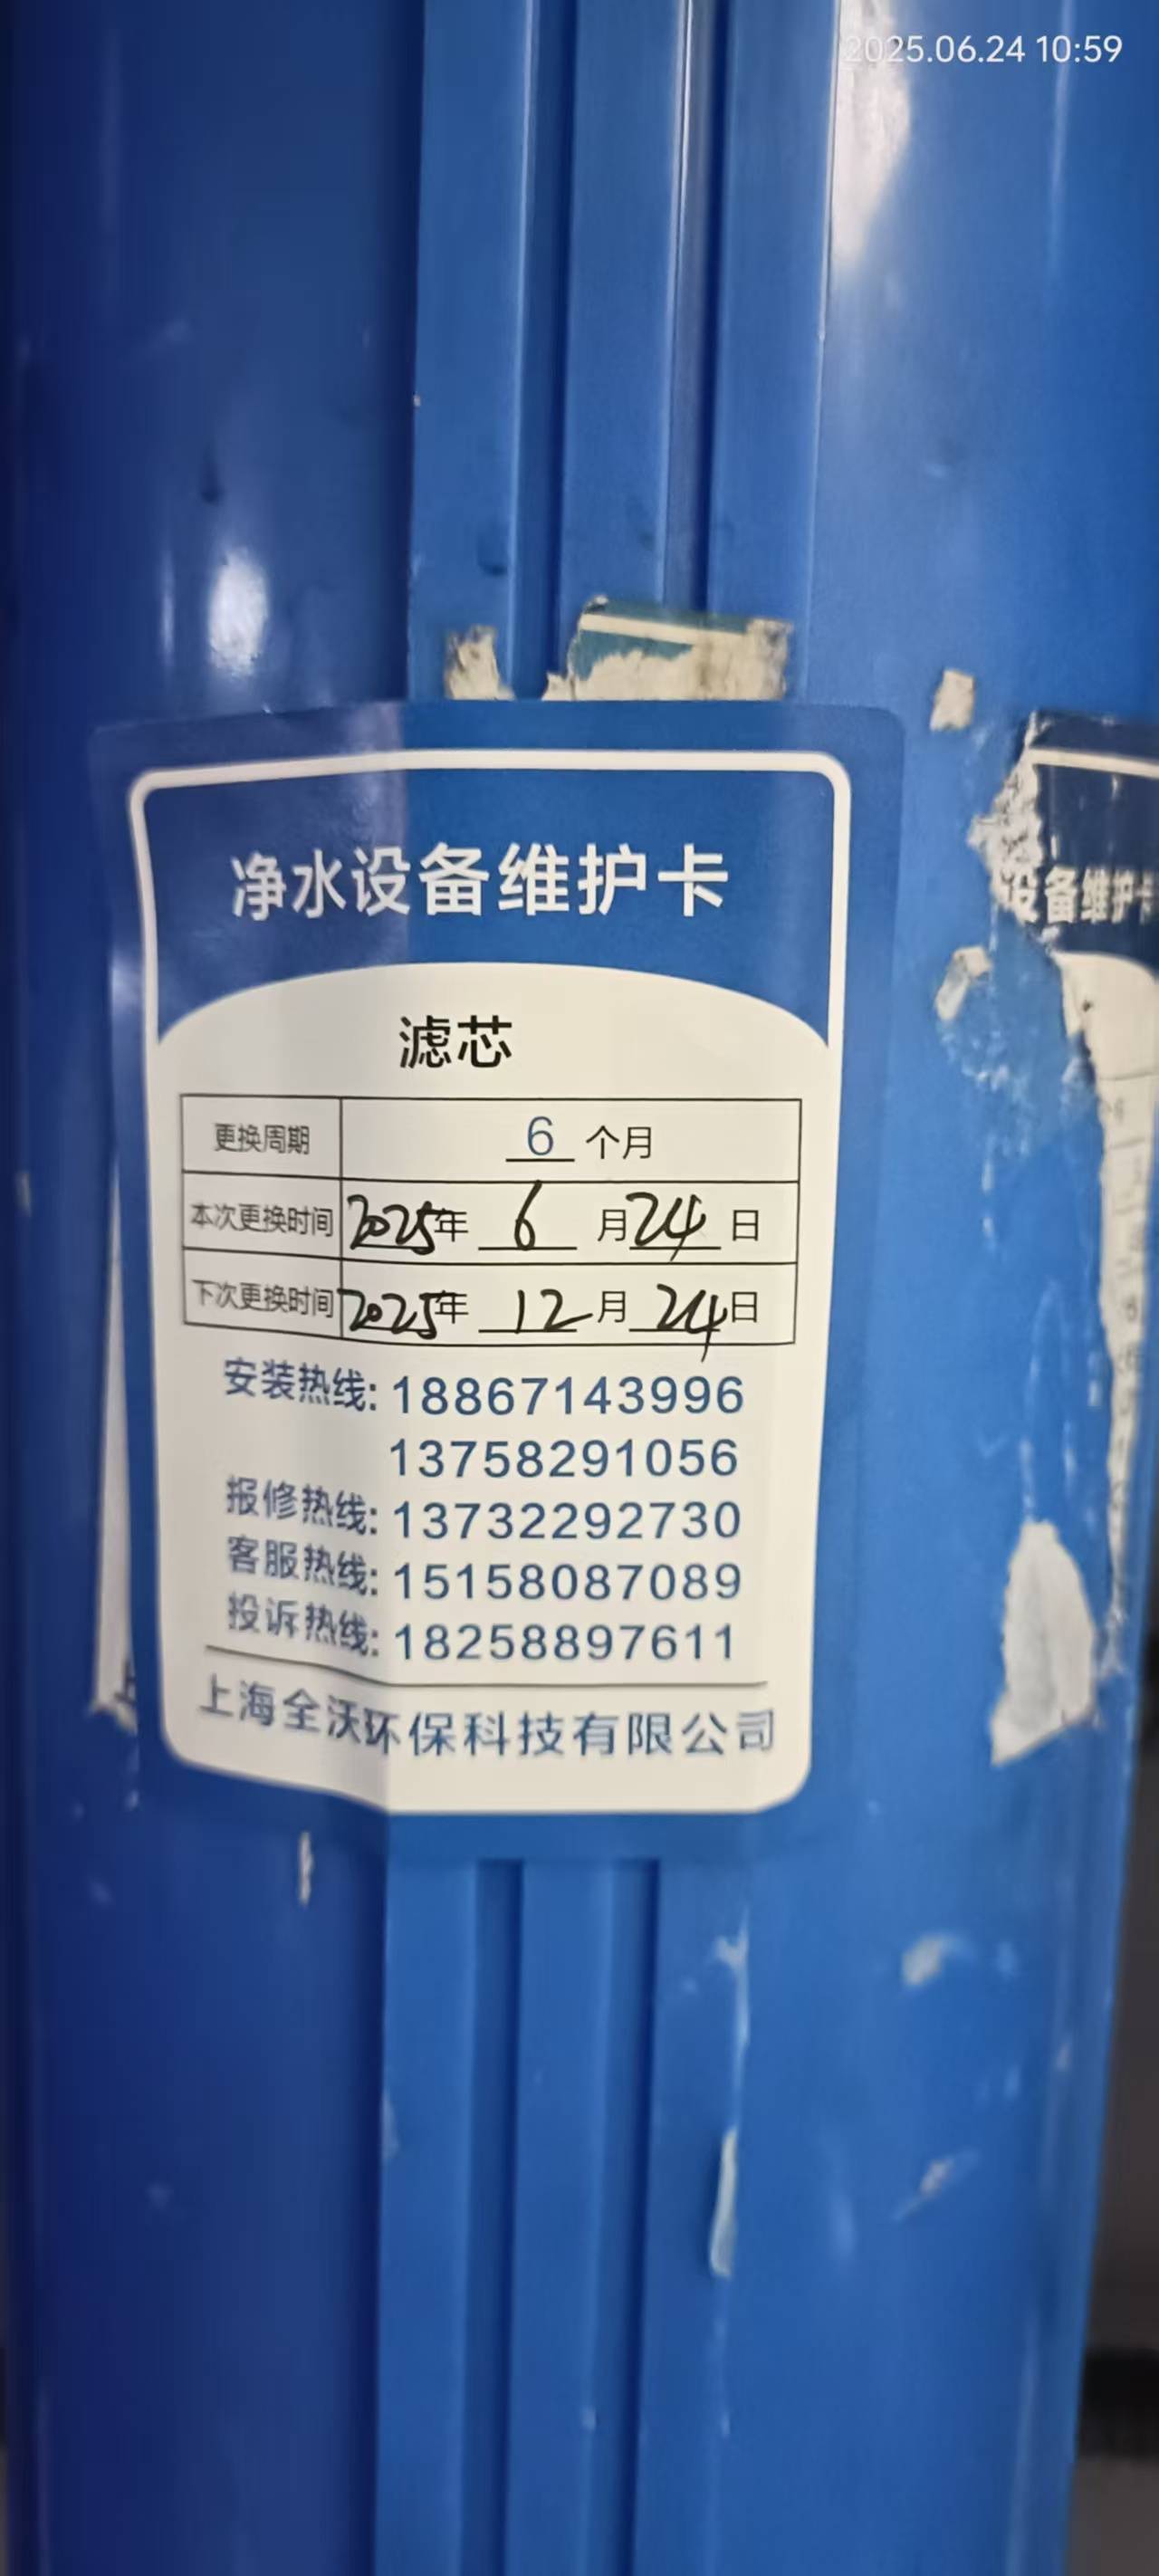 2025.06.24 10:59
净水设备维护卡
设备维护卡
滤芯
更换周期 6 个月
本次更换时间 2025年 6 月 24 日
下次更换时间 2025年 12 月 24 日
安装热线: 18867143996
13758291056
报修热线: 13732292730
客服热线: 15158087089
投诉热线: 18258897611
上海全沃环保科技有限公司